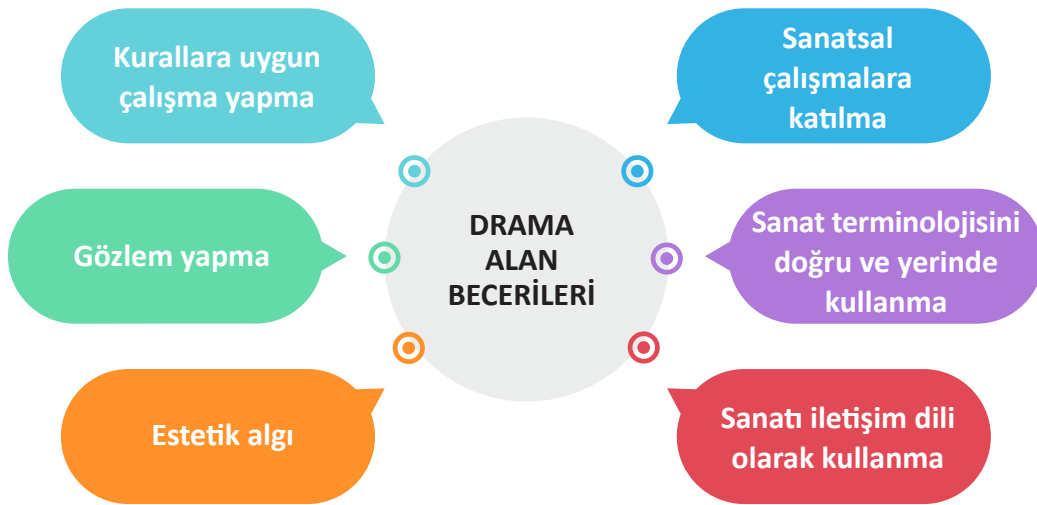 Kurallara uygun
çalışma yapma
Gözlem yapma
Estetik algı
DRAMA
ALAN
BECERİLERİ
Sanatsal
çalışmalara
katılma
Sanat terminolojisini
doğru ve yerinde
kullanma
Sanatı iletişim dili
olarak kullanma